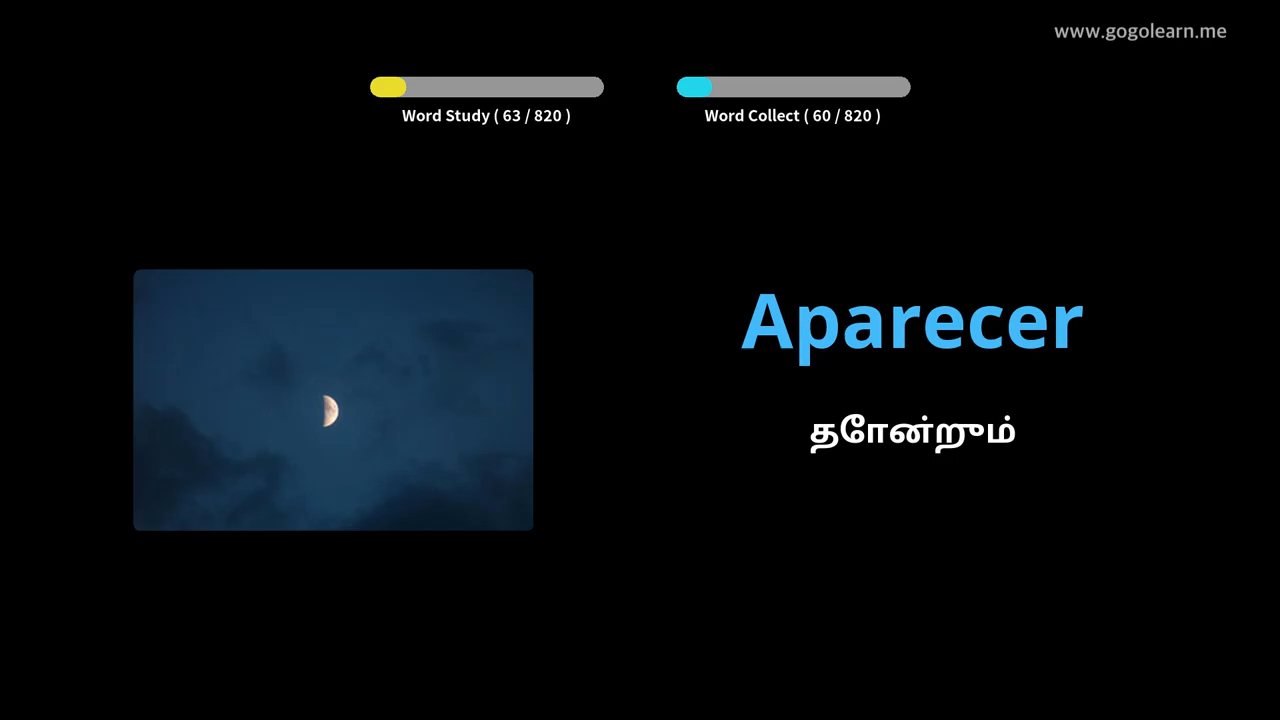 www.gogolearn.me
Word Study ( 63 / 820 )
Word Collect ( 60 / 820 )
Aparecer
தோன்றும்